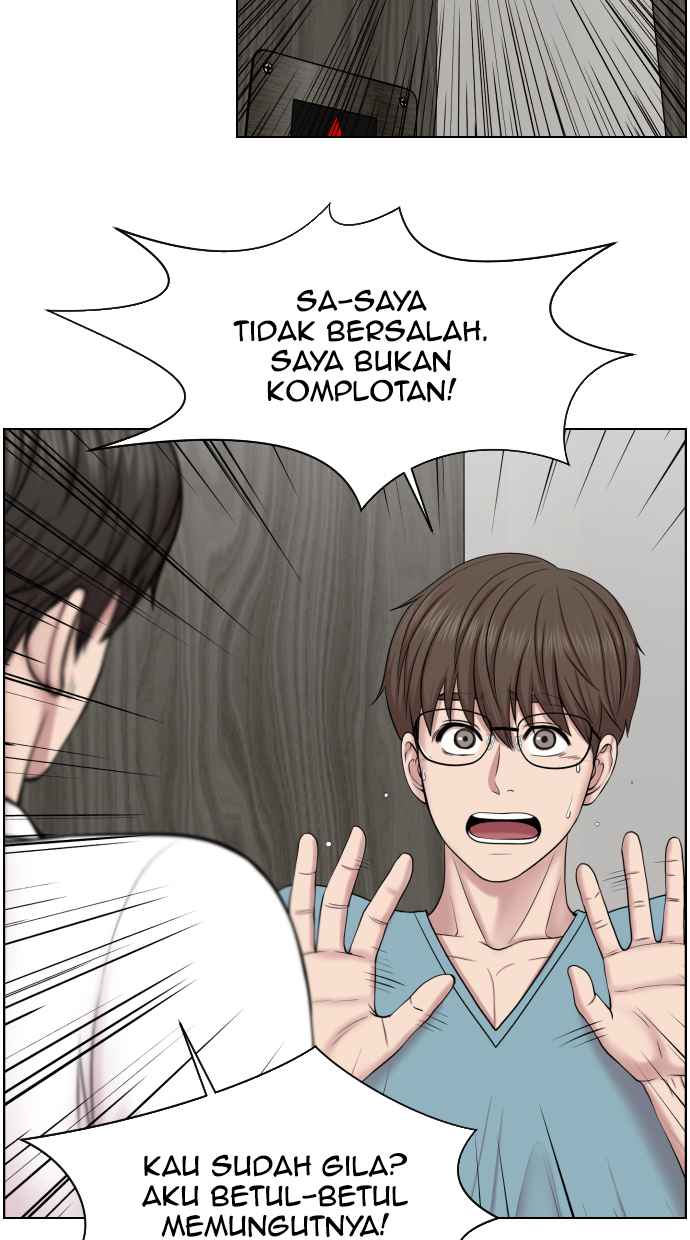 SA-SAYA
TIDAK BERSALAH.
SAYA BUKAN
KOMPLOTAN!
KAU SUDAH GILA?
AKU BETUL-BETUL
MEMUNGUTNYA!